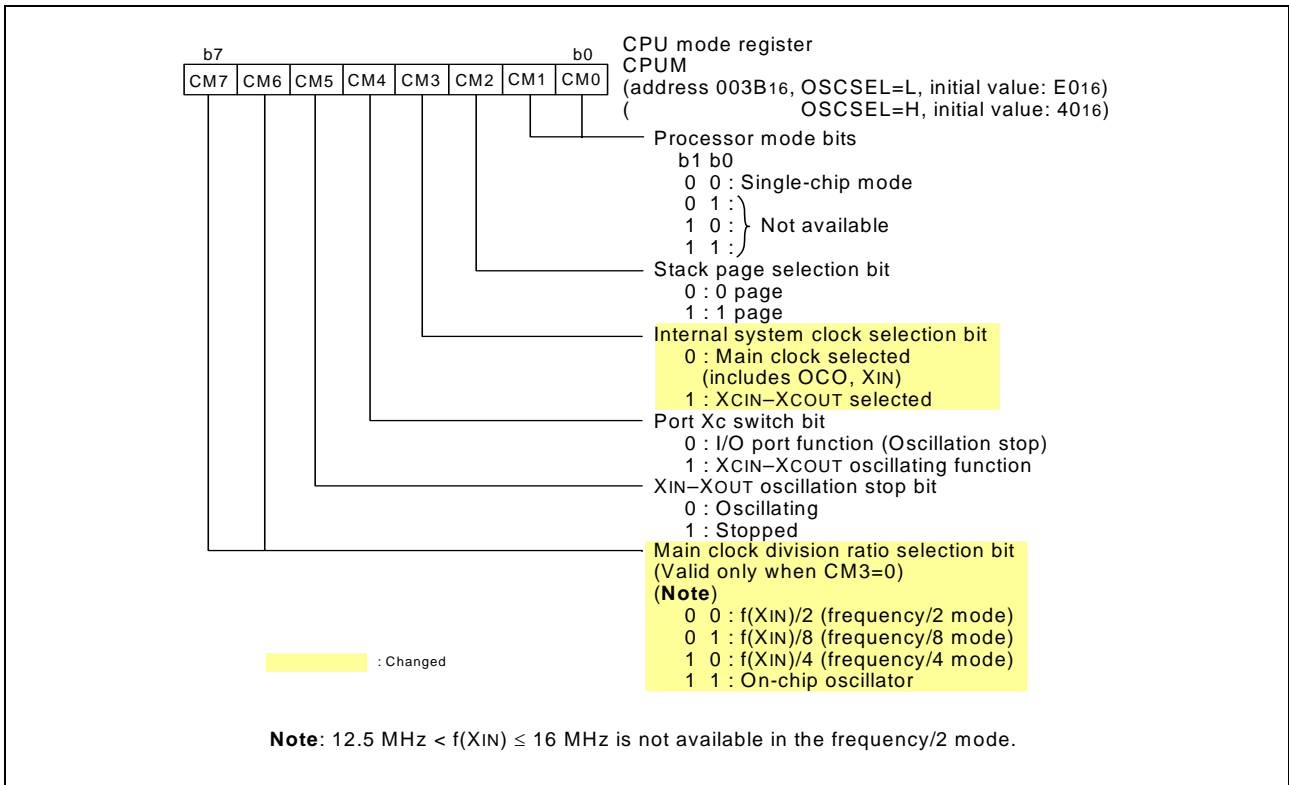 b7 b0
CM7 CM6 CM5 CM4 CM3 CM2 CM1 CM0
CPU mode register
CPUM
(address 003B16, OSCSEL=L, initial value: E016)
( OSCSEL=H, initial value: 4016)
Processor mode bits
b1 b0
0 0 : Single-chip mode
0 1 :
1 0 : Not available
1 1 :
Stack page selection bit
0 : 0 page
1 : 1 page
Internal system clock selection bit
0 : Main clock selected
(includes OCO, XIN)
1 : XCIN–XCOUT selected
Port Xc switch bit
0 : I/O port function (Oscillation stop)
1 : XCIN–XCOUT oscillating function
XIN–XOUT oscillation stop bit
0 : Oscillating
1 : Stopped
Main clock division ratio selection bit
(Valid only when CM3=0)
(Note)
0 0 : f(XIN)/2 (frequency/2 mode)
0 1 : f(XIN)/8 (frequency/8 mode)
1 0 : f(XIN)/4 (frequency/4 mode)
1 1 : On-chip oscillator
: Changed
Note: 12.5 MHz < f(XIN) ≤ 16 MHz is not available in the frequency/2 mode.